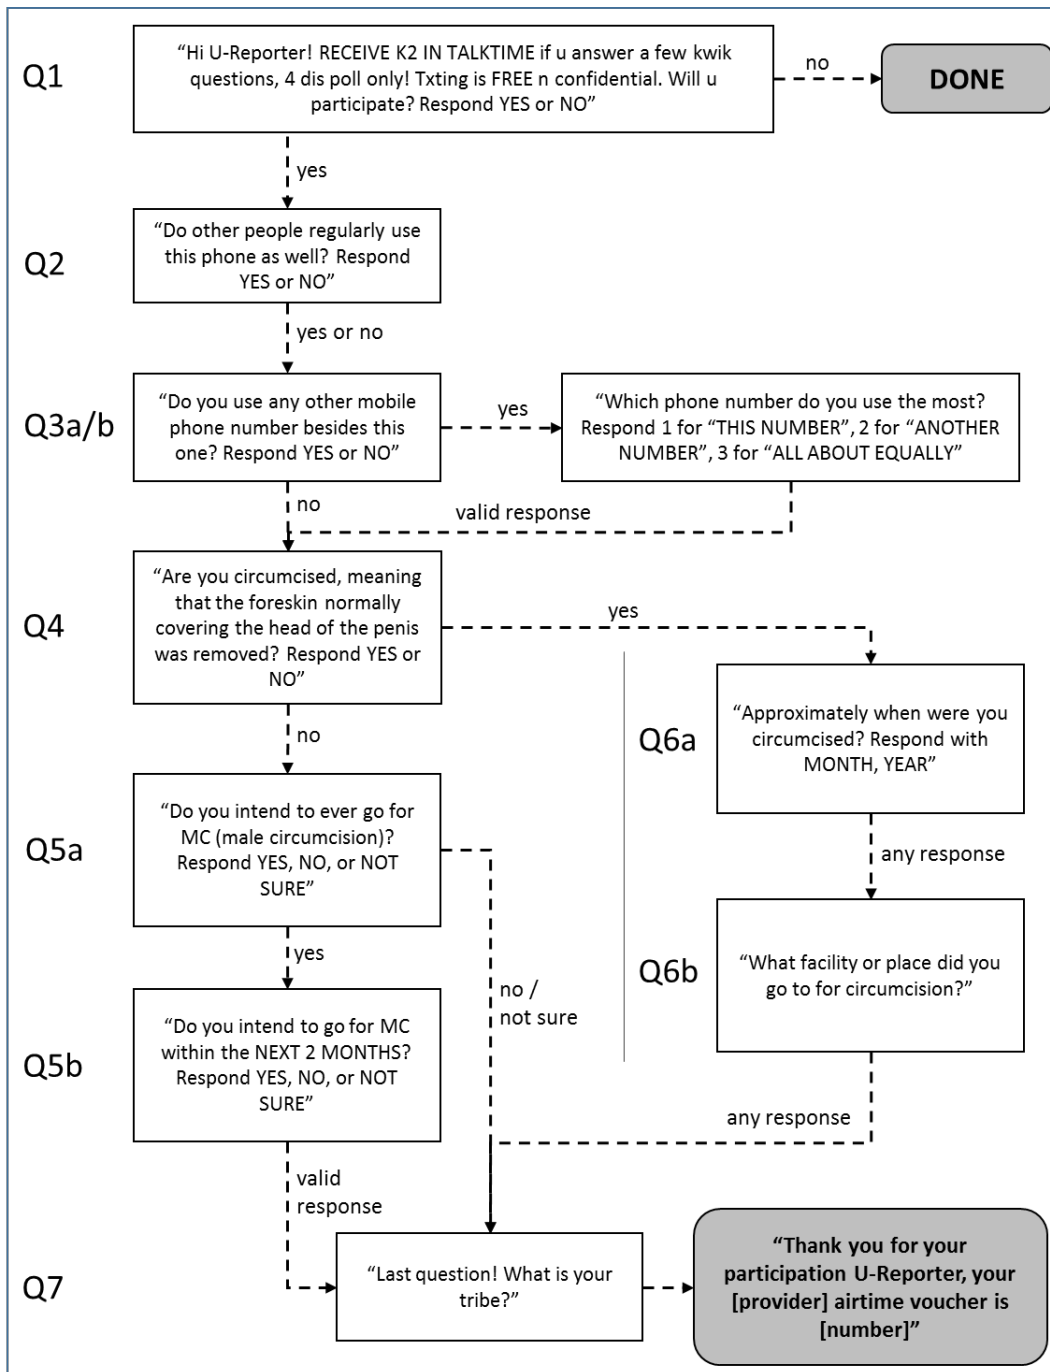 Q1
“Hi U-Reporter! RECEIVE K2 IN TALKTIME if u answer a few kwik
questions, 4 dis poll only! Txting is FREE n confidential. Will u
participate? Respond YES or NO”
no
DONE
yes
Q2
“Do other people regularly use
this phone as well? Respond
YES or NO”
yes or no
Q3a/b
“Do you use any other mobile
phone number besides this
one? Respond YES or NO”
yes
“Which phone number do you use the most?
Respond 1 for “THIS NUMBER”, 2 for “ANOTHER
NUMBER”, 3 for “ALL ABOUT EQUALLY”
no
valid response
Q4
“Are you circumcised, meaning
that the foreskin normally
covering the head of the penis
was removed? Respond YES or
NO”
yes
no
Q6a
“Approximately when were you
circumcised? Respond with
MONTH, YEAR”
Q5a
“Do you intend to ever go for
MC (male circumcision)?
Respond YES, NO, or NOT
SURE”
any response
yes
no /
not sure
Q6b
“What facility or place did you
go to for circumcision?”
Q5b
“Do you intend to go for MC
within the NEXT 2 MONTHS?
Respond YES, NO, or NOT
SURE”
any response
valid
response
Q7
“Last question! What is your
tribe?”
“Thank you for your
participation U-Reporter, your
[provider] airtime voucher is
[number]”